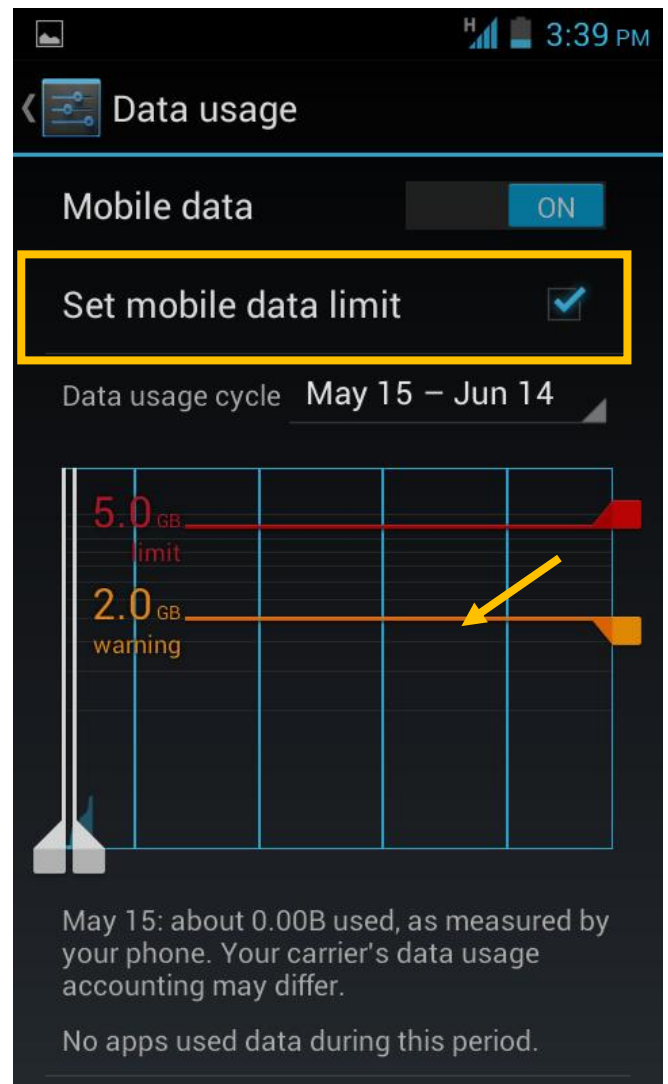 H 3:39 PM
Data usage
Mobile data ON
Set mobile data limit
Data usage cycle May 15 – Jun 14
5.0 GB
limit
2.0 GB
warning
May 15: about 0.00B used, as measured by
your phone. Your carrier's data usage
accounting may differ.
No apps used data during this period.